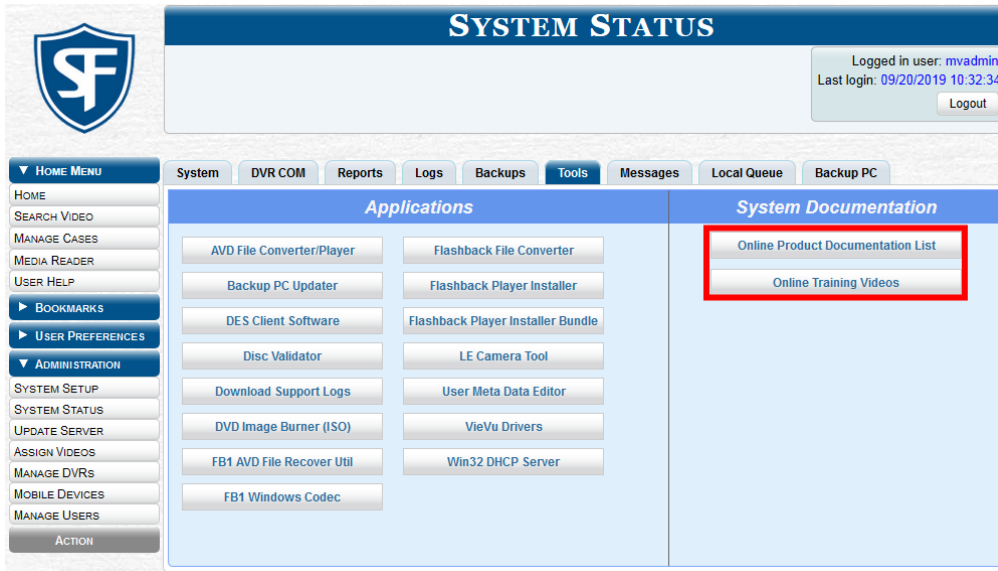 SYSTEM STATUS
SF
Logged in user: mvadmin
Last login: 09/20/2019 10:32:34
Logout
▼ HOME MENU
HOME
SEARCH VIDEO
MANAGE CASES
MEDIA READER
USER HELP
► BOOKMARKS
► USER PREFERENCES
▼ ADMINISTRATION
SYSTEM SETUP
SYSTEM STATUS
UPDATE SERVER
ASSIGN VIDEOS
MANAGE DVRS
MOBILE DEVICES
MANAGE USERS
ACTION
System DVR COM Reports Logs Backups Tools Messages Local Queue Backup PC
Applications
AVD File Converter/Player
Backup PC Updater
DES Client Software
Disc Validator
Download Support Logs
DVD Image Burner (ISO)
FB1 AVD File Recover Util
FB1 Windows Codec
Flashback File Converter
Flashback Player Installer
Flashback Player Installer Bundle
LE Camera Tool
User Meta Data Editor
VieVu Drivers
Win32 DHCP Server
System Documentation
Online Product Documentation List
Online Training Videos